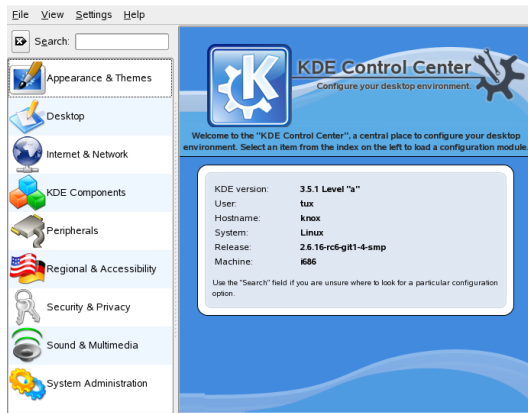 File View Settings Help
Search:
Appearance & Themes
Desktop
Internet & Network
KDE Components
Peripherals
Regional & Accessibility
Security & Privacy
Sound & Multimedia
System Administration
KDE Control Center
Configure your desktop environment.
Welcome to the "KDE Control Center", a central place to configure your desktop
environment. Select an item from the index on the left to load a configuration module.
KDE version: 3.5.1 Level "a"
User: tux
Hostname: knox
System: Linux
Release: 2.6.16-rc6-git1-4-smp
Machine: i686
Use the "Search" field if you are unsure where to look for a particular configuration
option.